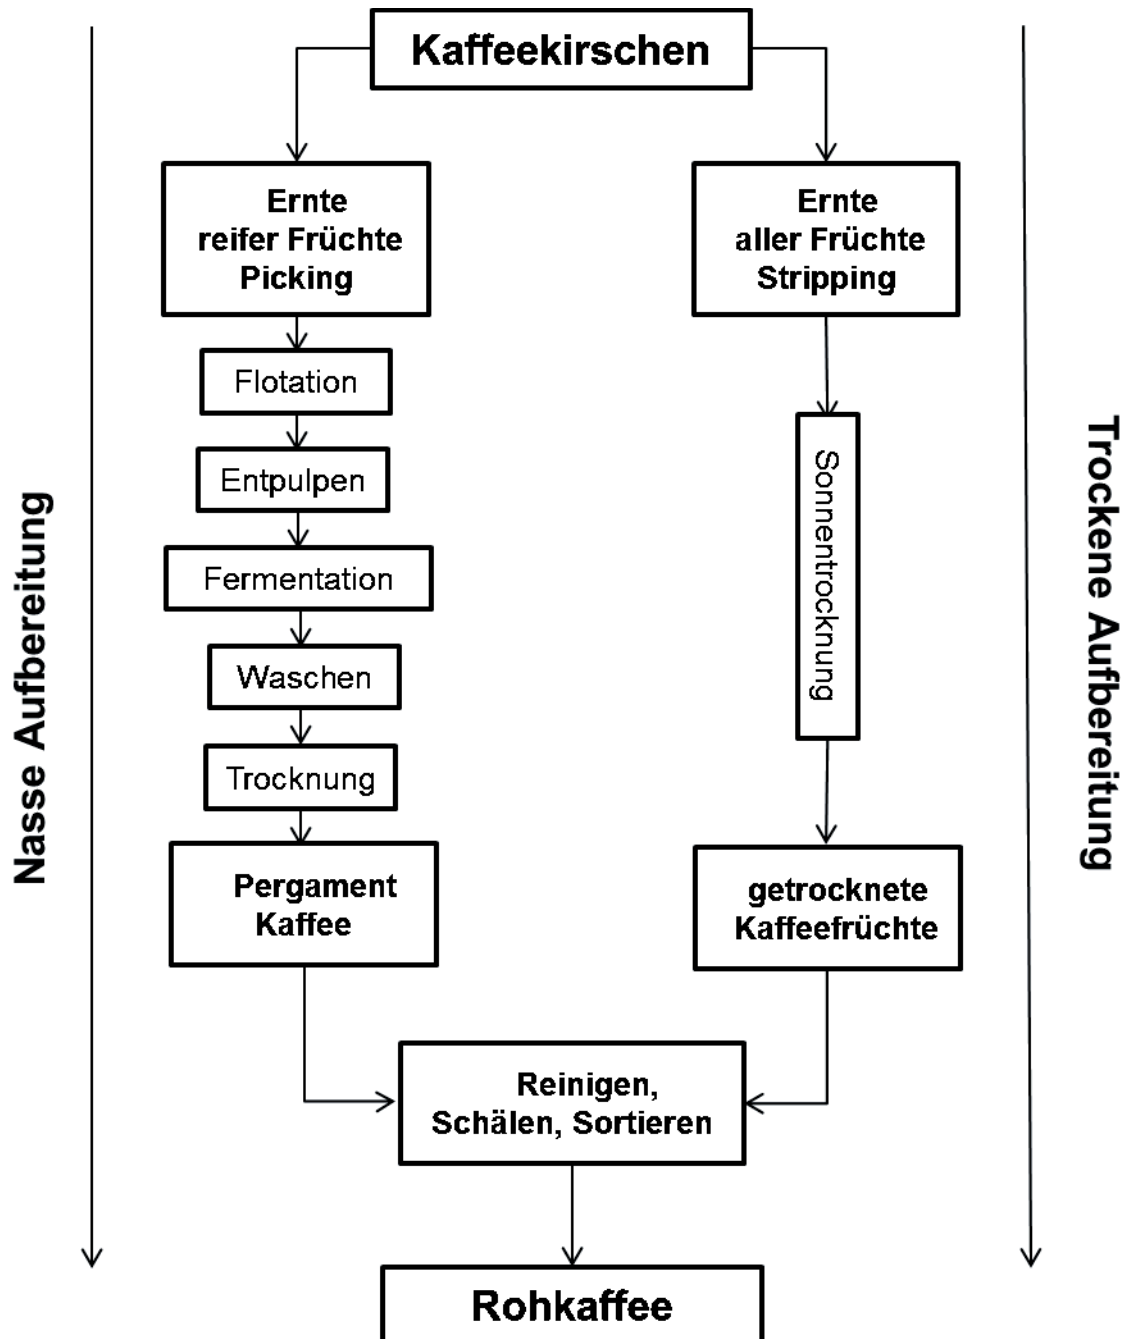 Kaffeekirschen
Ernte
reifer Früchte
Picking
Flotation
Entpulpen
Fermentation
Waschen
Trocknung
Pergament
Kaffee
Ernte
aller Früchte
Stripping
Sonnentrocknung
getrocknete
Kaffeefrüchte
Reinigen,
Schälen, Sortieren
Rohkaffee
Nasse Aufbereitung
Trockene Aufbereitung